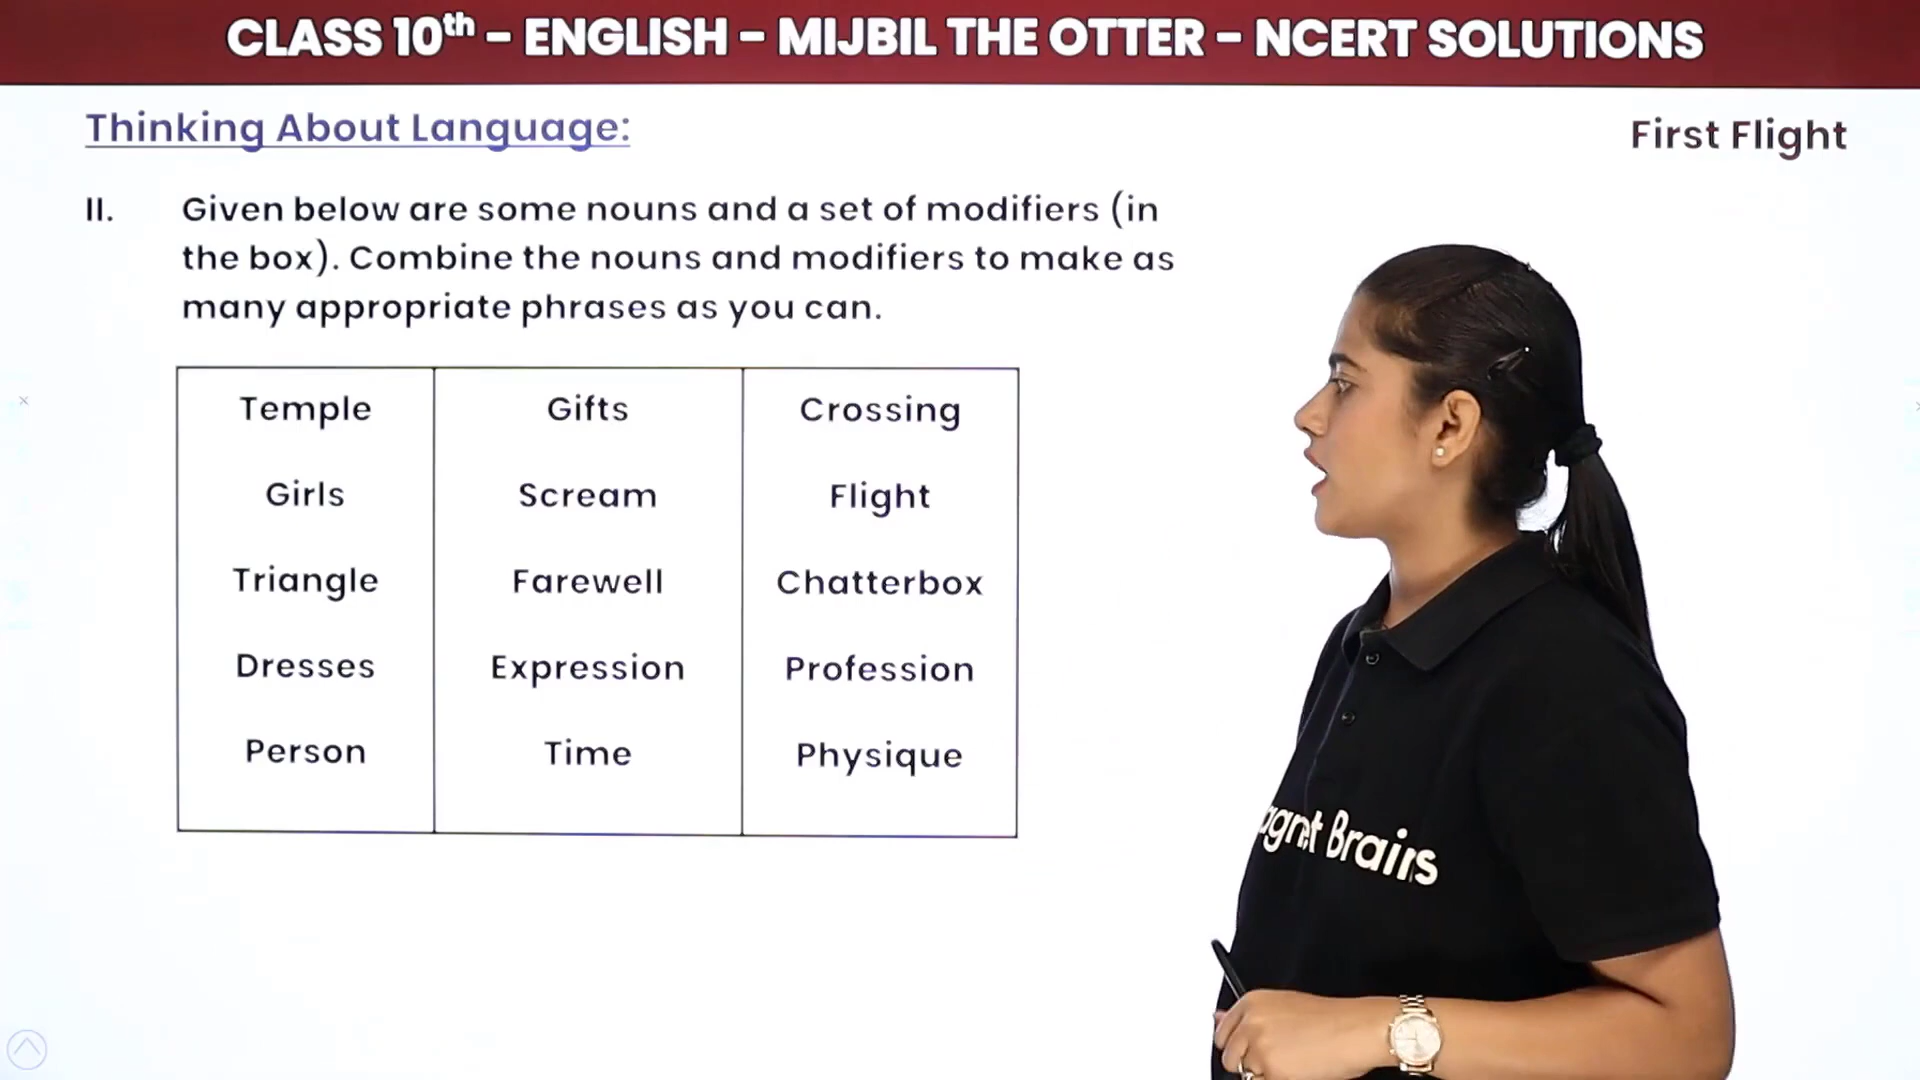 CLASS 10th - ENGLISH - MIJBIL THE OTTER - NCERT SOLUTIONS
Thinking About Language:
First Flight
II. Given below are some nouns and a set of modifiers (in
the box). Combine the nouns and modifiers to make as
many appropriate phrases as you can.
Temple Gifts Crossing
Girls Scream Flight
Triangle Farewell Chatterbox
Dresses Expression Profession
Person Time Physique
agnet Brains